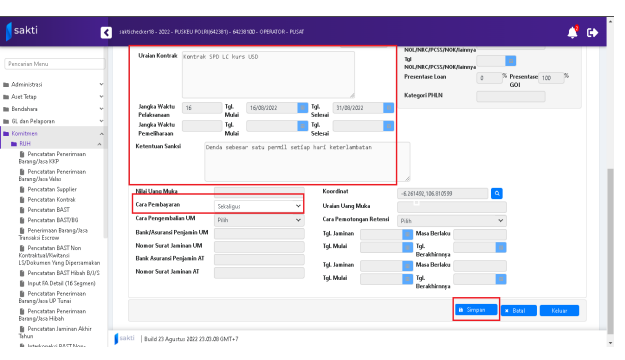 sakti
saktichecker18 - 2022 - PUSKEU POLRI(642381) - 642381000 - OPERATOR - PUSAT
Pencarian Menu
Administrasi
Aset Tetap
Bendahara
GL dan Pelaporan
Komitmen
RUH
Pencatatan Penerimaan
Barang/Jasa KKP
Pencatatan Penerimaan
Barang/Jasa Valas
Pencatatan Supplier
Pencatatan Kontrak
Pencatatan BAST
Pencatatan BAST/BG
Penerimaan Barang/Jasa
Transaksi Escrow
Pencatatan BAST Non
Kontraktual/Kwitansi
LS/Dokumen Yang Dipersamakan
Pencatatan BAST Hibah B/J/S
Input FA Detail (16 Segmen)
Pencatatan Penerimaan
Barang/Jasa UP Tunai
Pencatatan Penerimaan
Barang/Jasa Hibah
Pencatatan Jaminan Akhir
Tahun
Interkoneksi BAST Non-
Uraian Kontrak
kontrak SPD LC kurs USD
NOI/NRC/PCSS/NOK/lainnya
Tgl
NOI/NRC/PCSS/NOK/lainnya
Presentase Loan 0 % Presentase GOI 100 %
Kategori PHLN
Jangka Waktu Pelaksanaan 16 Tgl. Mulai 16/08/2022 Tgl. Selesai 31/08/2022
Jangka Waktu Pemeliharaan Tgl. Mulai Tgl. Selesai
Ketentuan Sanksi Denda sebesar satu permil setiap hari keterlambatan
Nilai Uang Muka
Koordinat -6.261492,106.810599
Cara Pembayaran Sekaligus
Uraian Uang Muka
Cara Pengembalian UM Pilih
Cara Pemotongan Retensi Pilih
Bank/Asuransi Penjamin UM
Tgl. Jaminan Masa Berlaku
Nomor Surat Jaminan UM
Tgl. Mulai Tgl. Berakhirnya
Bank Asuransi Penjamin AT
Tgl. Jaminan Masa Berlaku
Nomor Surat Jaminan AT
Tgl. Mulai Tgl. Berakhirnya
Simpan Batal Keluar
sakti | Build 23 Agustus 2022 23.03.08 GMT+7